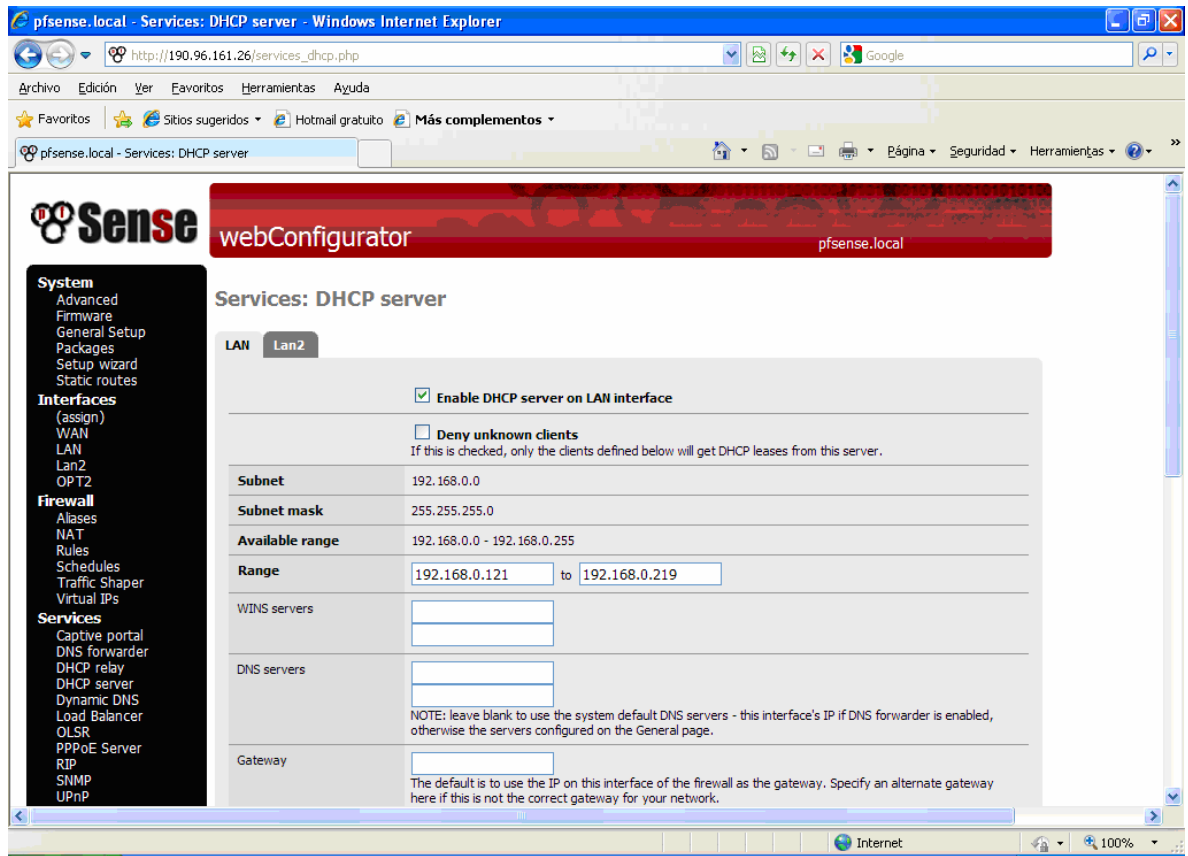 pfsense.local - Services: DHCP server - Windows Internet Explorer
http://190.96.161.26/services_dhcp.php
Google
Archivo Edición Ver Favoritos Herramientas Ayuda
Favoritos Sitios sugeridos Hotmail gratuito Más complementos
pfsense.local - Services: DHCP server
Página Seguridad Herramientas
Sense
webConfigurator
pfsense.local
System
Advanced
Firmware
General Setup
Packages
Setup wizard
Static routes
Interfaces
(assign)
WAN
LAN
Lan2
OPT2
Firewall
Aliases
NAT
Rules
Schedules
Traffic Shaper
Virtual IPs
Services
Captive portal
DNS forwarder
DHCP relay
DHCP server
Dynamic DNS
Load Balancer
OLSR
PPPoE Server
RIP
SNMP
UPnP
Services: DHCP server
LAN Lan2
Enable DHCP server on LAN interface
Deny unknown clients
If this is checked, only the clients defined below will get DHCP leases from this server.
Subnet 192.168.0.0
Subnet mask 255.255.255.0
Available range 192.168.0.0 - 192.168.0.255
Range 192.168.0.121 to 192.168.0.219
WINS servers
DNS servers
NOTE: leave blank to use the system default DNS servers - this interface's IP if DNS forwarder is enabled,
otherwise the servers configured on the General page.
Gateway
The default is to use the IP on this interface of the firewall as the gateway. Specify an alternate gateway
here if this is not the correct gateway for your network.
Internet 100%